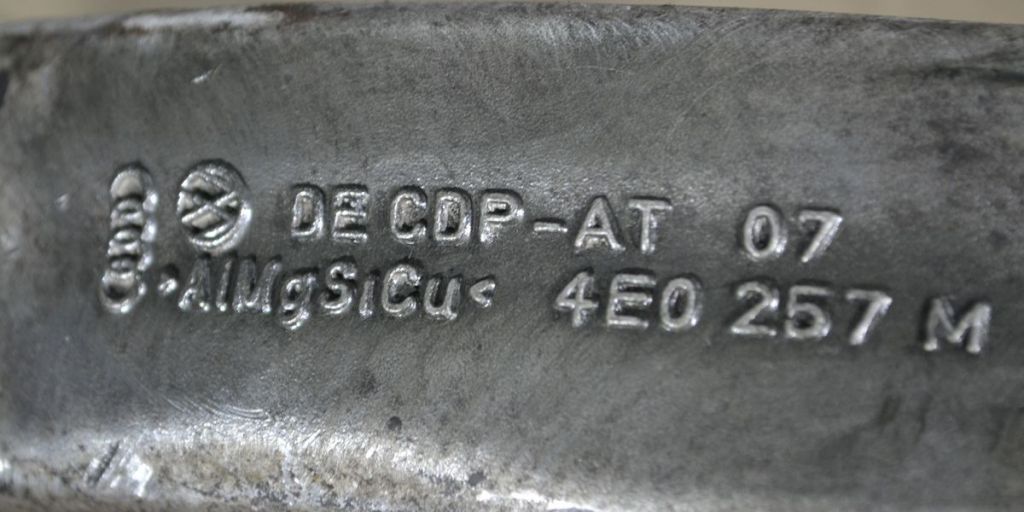 DE CDP-AT 07
>AlMgSiCu< 4E0 257 M